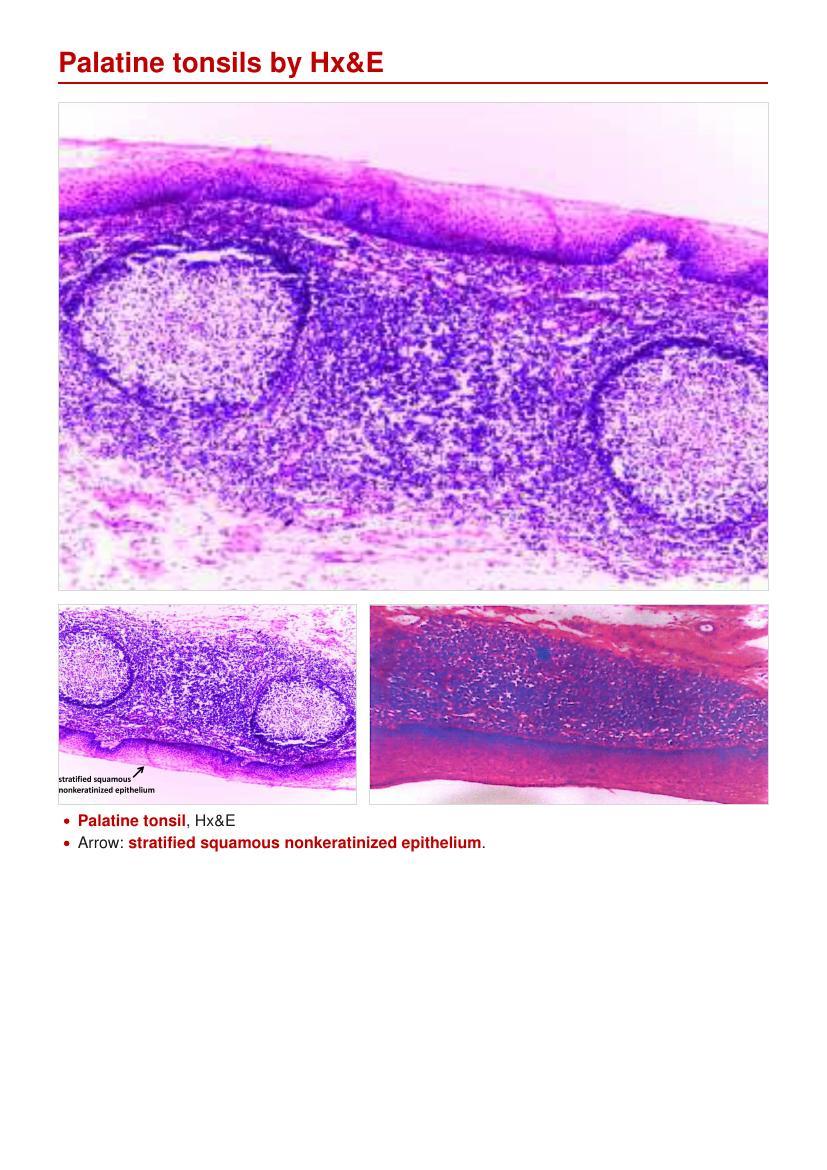 Palatine tonsils by Hx&E
stratified squamous
nonkeratinized epithelium
• Palatine tonsil, Hx&E
• Arrow: stratified squamous nonkeratinized epithelium.